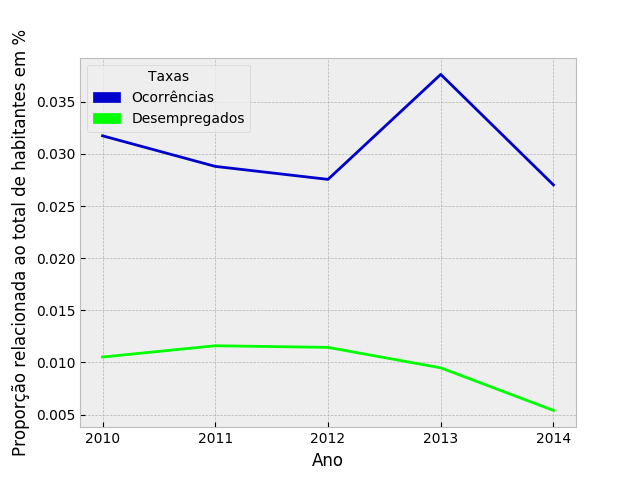 Proporção relacionada ao total de habitantes em %
Taxas
Ocorrências
Desempregados
0.035
0.030
0.025
0.020
0.015
0.010
0.005
2010 2011 2012 2013 2014
Ano